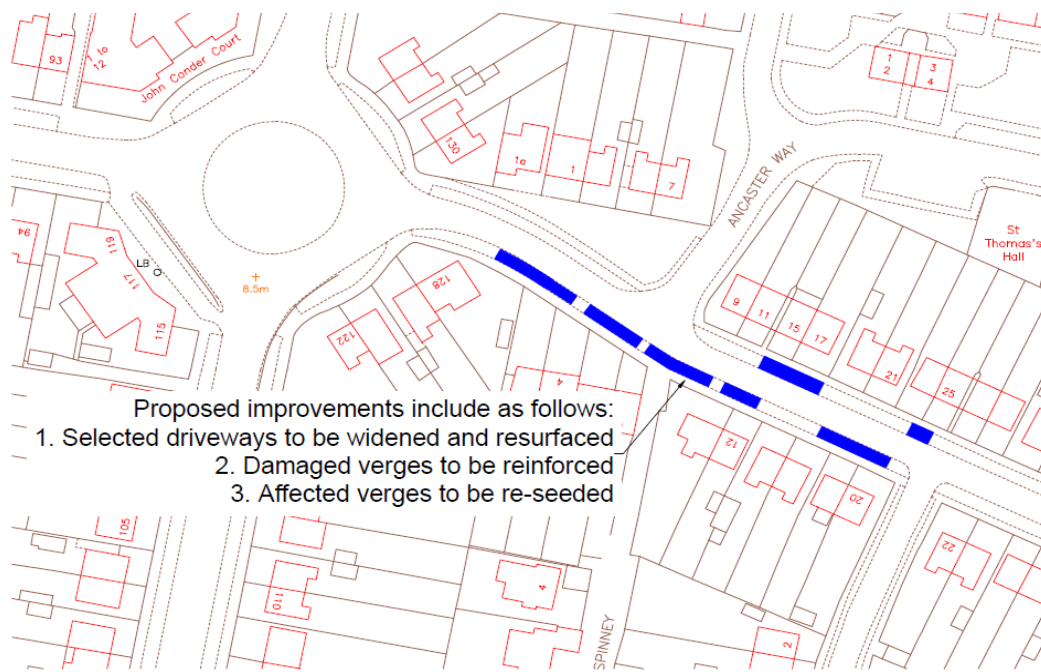 93
1 to
12
John Conder Court
130
1a
1
7
1
2
3
4
ANCASTER WAY
St
Thomas's
Hall
94
119
117
115
LB
8.5m
128
122
4
9
11
15
17
21
25
Proposed improvements include as follows:
1. Selected driveways to be widened and resurfaced
2. Damaged verges to be reinforced
3. Affected verges to be re-seeded
12
20
22
105
110
4
SPINNEY
2